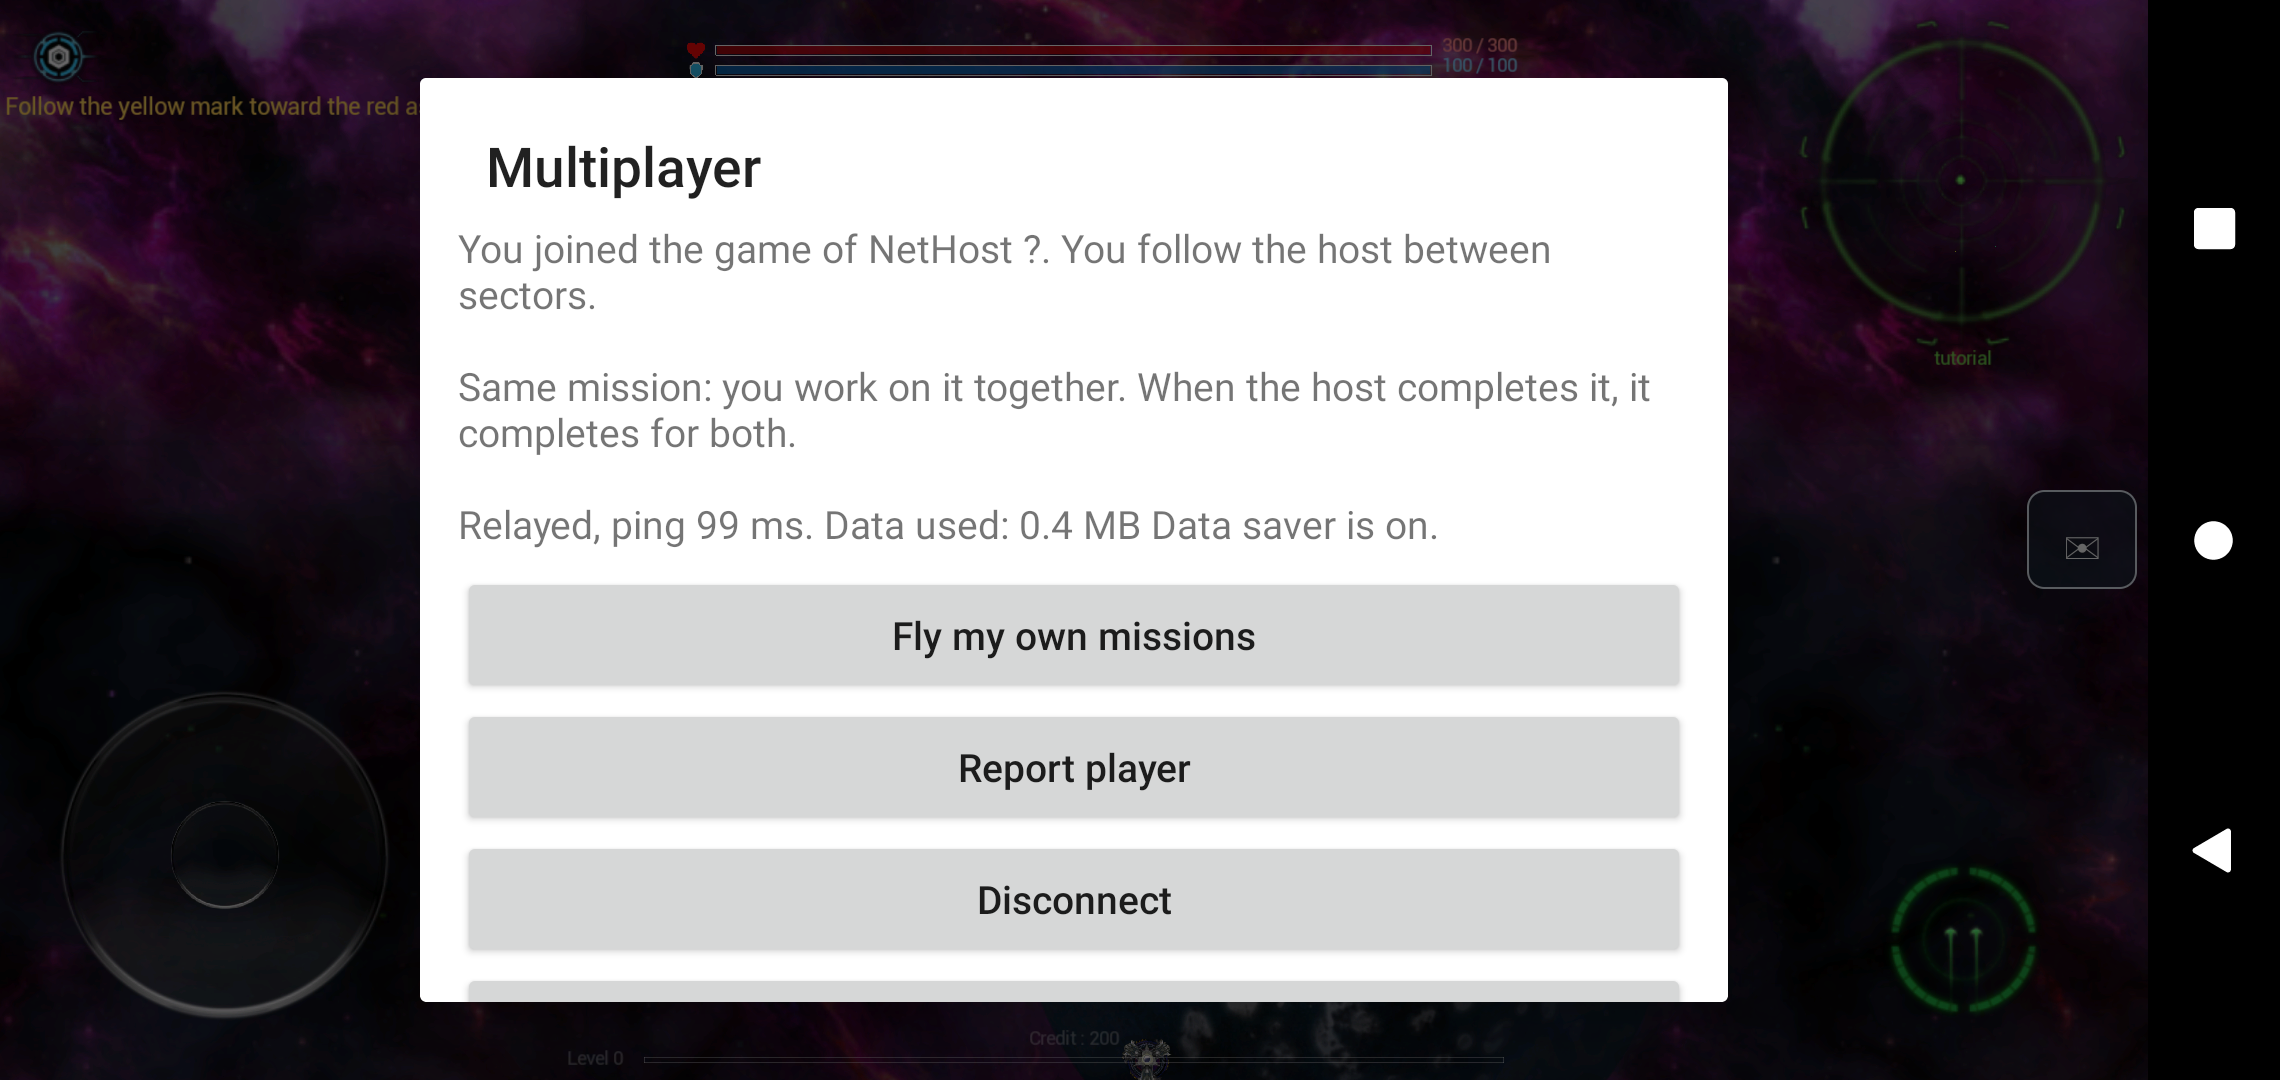 300 / 300
100 / 100
Follow the yellow mark toward the red a
Multiplayer
You joined the game of NetHost ?. You follow the host between
sectors.
Same mission: you work on it together. When the host completes it, it
completes for both.
Relayed, ping 99 ms. Data used: 0.4 MB Data saver is on.
tutorial
Fly my own missions
Report player
Disconnect
Credit : 200
Level 0